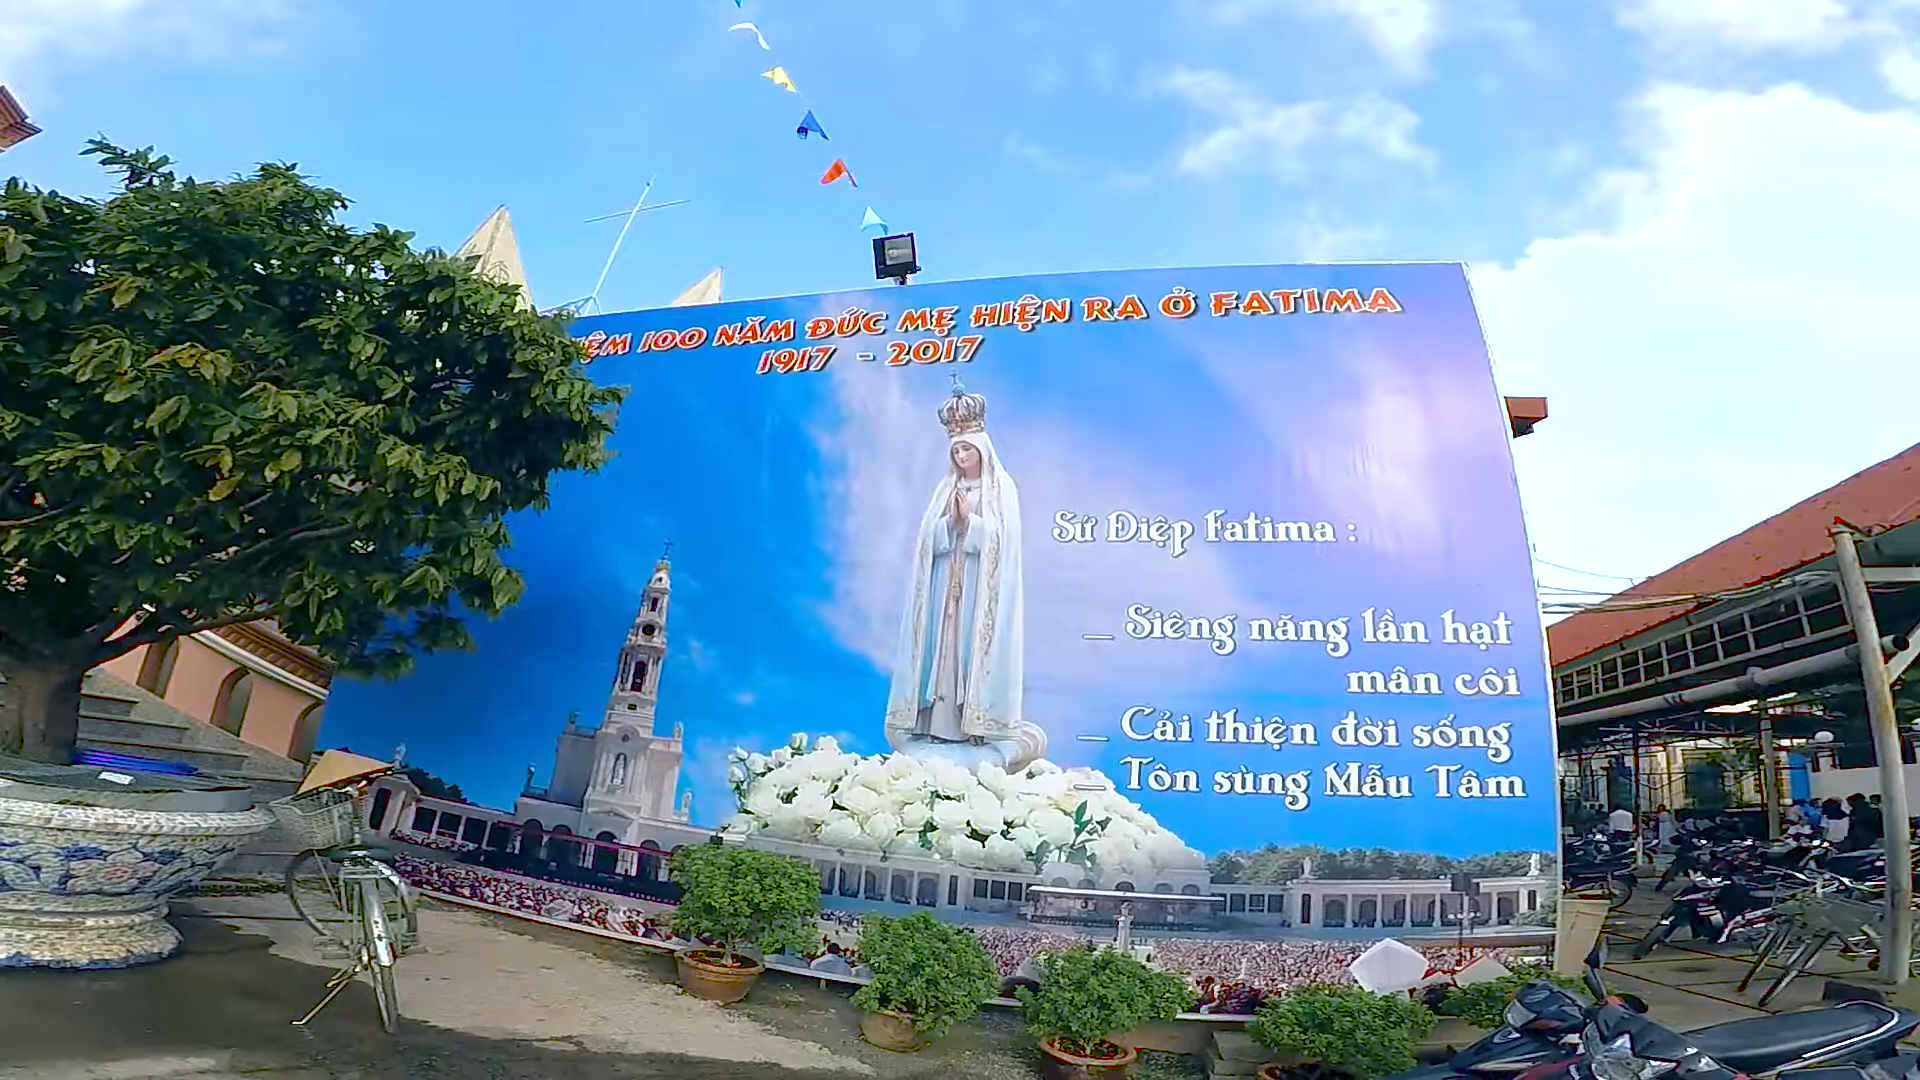 100 NĂM ĐỨC MẸ HIỆN RA Ở FATIMA
1917 - 2017
Sứ Điệp Fatima :
_ Siêng năng lần hạt
mân côi
_ Cải thiện đời sống
_ Tôn sùng Mẫu Tâm